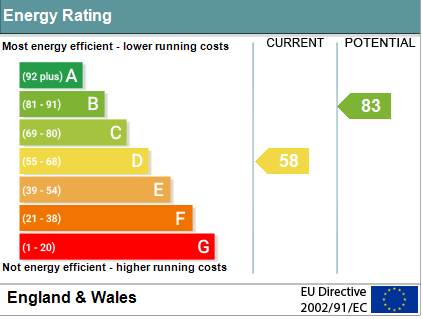 Energy Rating
Most energy efficient - lower running costs
CURRENT
POTENTIAL
(92 plus) A
(81 - 91) B
83
(69 - 80) C
(55 - 68) D
58
(39 - 54) E
(21 - 38) F
(1 - 20) G
Not energy efficient - higher running costs
England & Wales
EU Directive
2002/91/EC